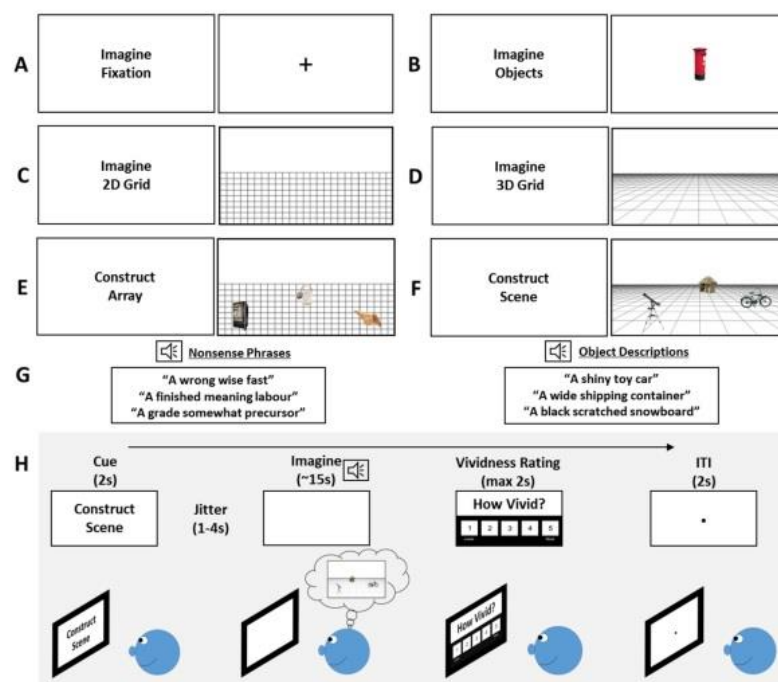 A
Imagine
Fixation
+
B
Imagine
Objects
C
Imagine
2D Grid
D
Imagine
3D Grid
E
Construct
Array
F
Construct
Scene
Nonsense Phrases
Object Descriptions
G
“A wrong wise fast”
“A finished meaning labour”
“A grade somewhat precursor”
“A shiny toy car”
“A wide shipping container”
“A black scratched snowboard”
H
Cue
(2s)
Construct
Scene
Jitter
(1-4s)
Imagine
(~15s)
Vividness Rating
(max 2s)
How Vivid?
1 2 3 4 5
ITI
(2s)
Construct
Scene
How Vivid?